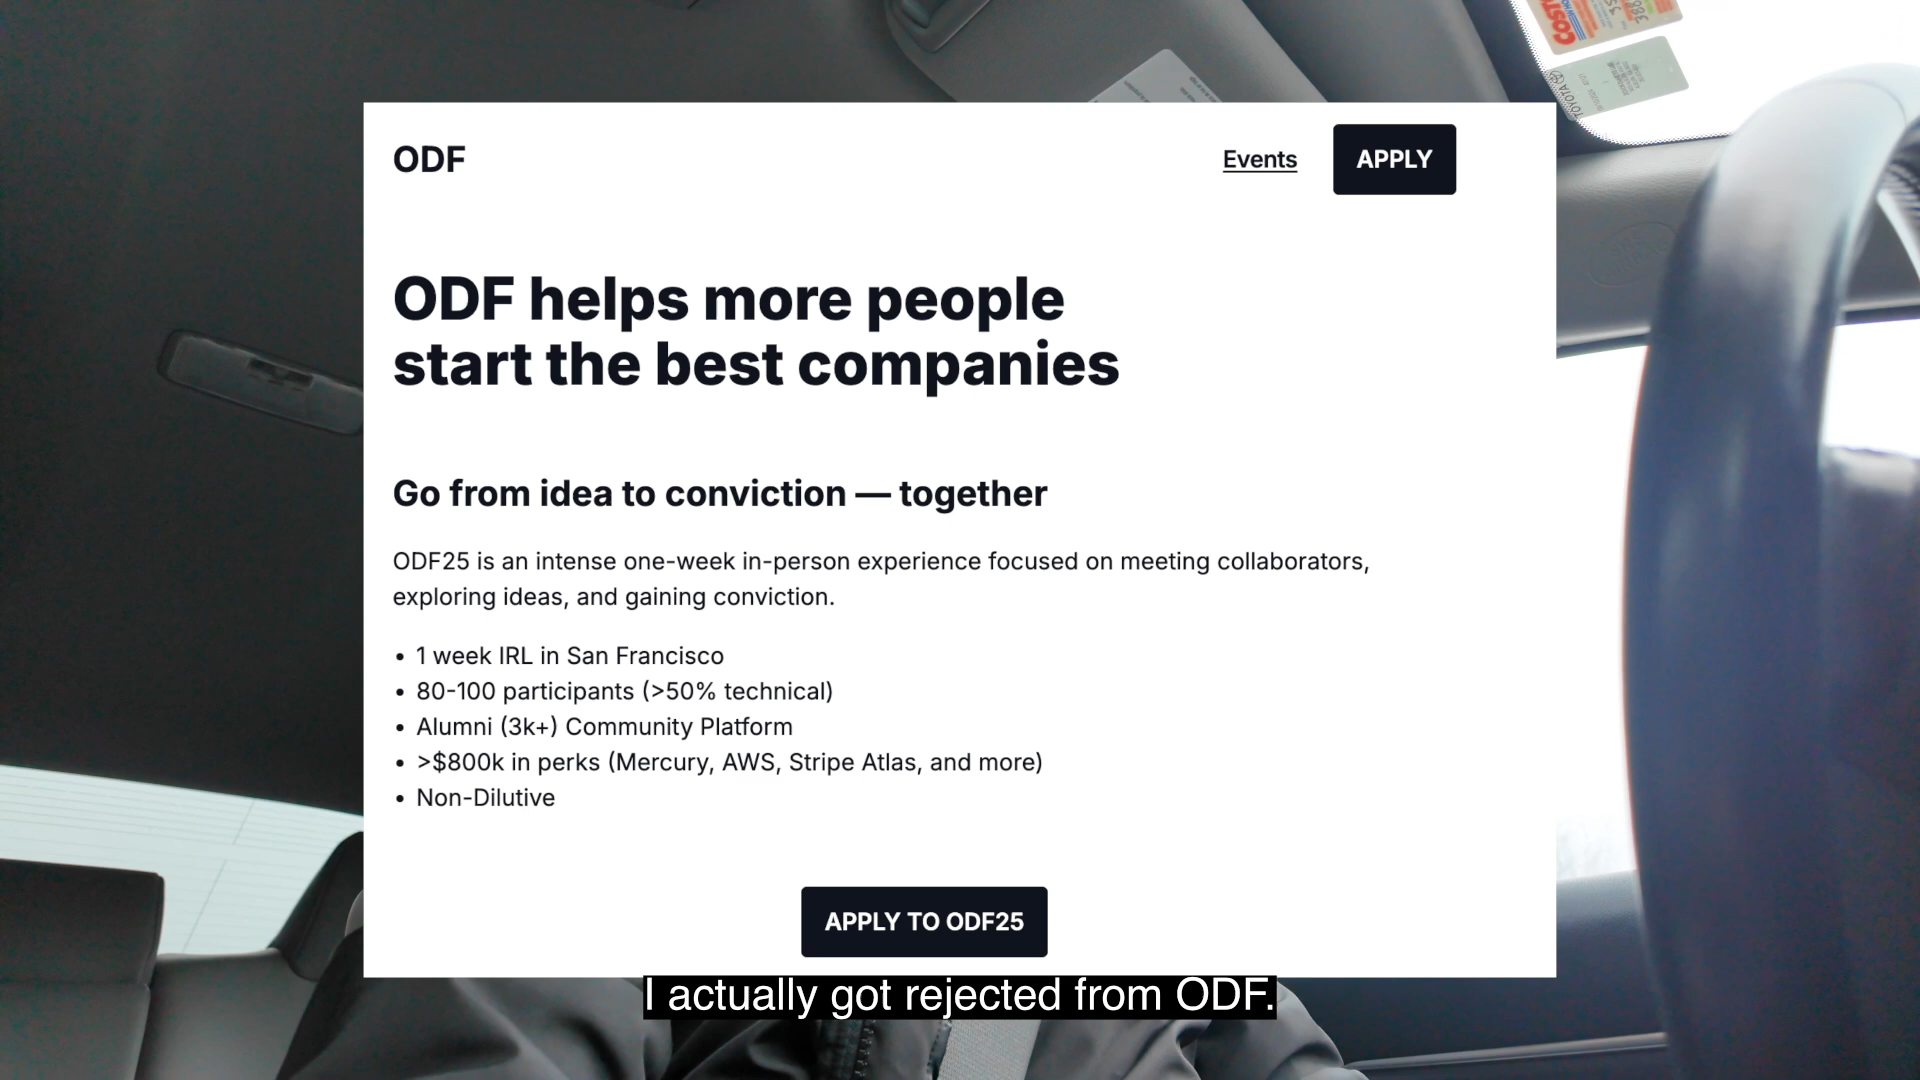 COSTCO
TOYOTA
ODF
Events
APPLY
ODF helps more people
start the best companies
Go from idea to conviction — together
ODF25 is an intense one-week in-person experience focused on meeting collaborators,
exploring ideas, and gaining conviction.
• 1 week IRL in San Francisco
• 80-100 participants (>50% technical)
• Alumni (3k+) Community Platform
• >$800k in perks (Mercury, AWS, Stripe Atlas, and more)
• Non-Dilutive
APPLY TO ODF25
I actually got rejected from ODF.